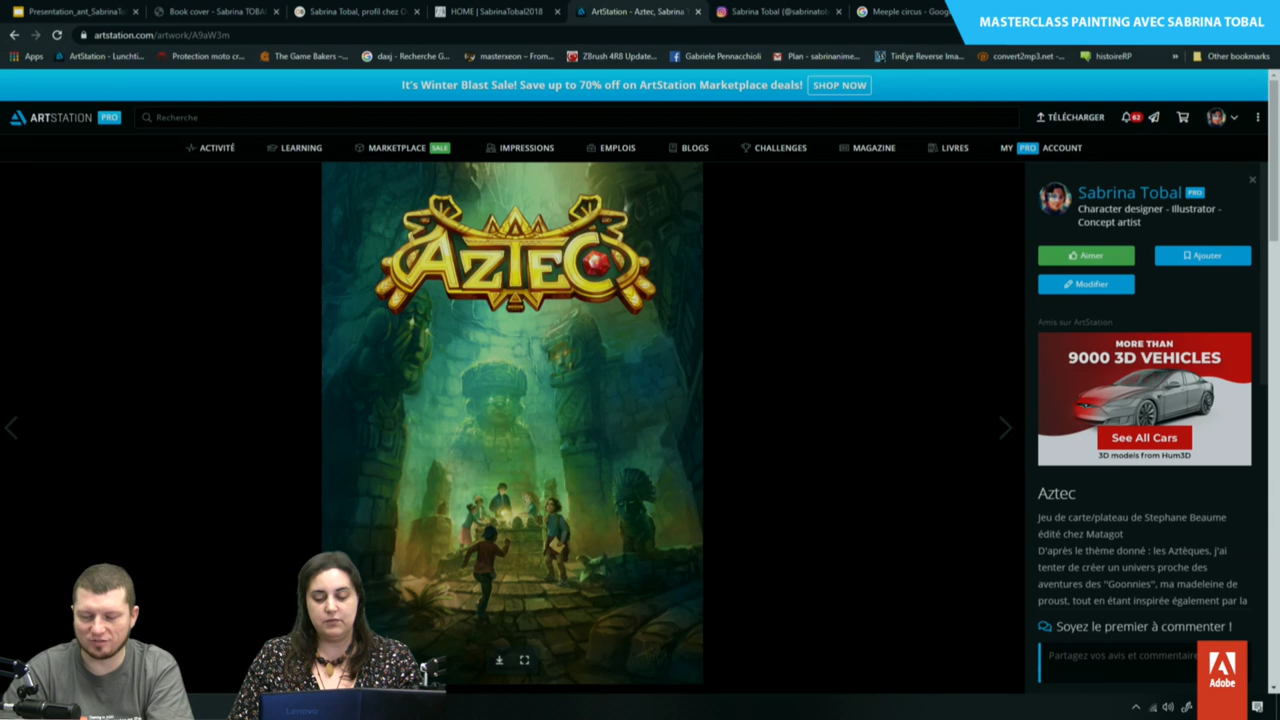 Presentation_ant_SabrinaTo
Book cover - Sabrina TOBAL
Sabrina Tobal, profil chez O
HOME | SabrinaTobal2018
ArtStation - Aztec, Sabrina T
Sabrina Tobal (@sabrinatob
Meeple circus - Goog
MASTERCLASS PAINTING AVEC SABRINA TOBAL
artstation.com/artwork/A9aW3m
Apps
ArtStation - Lunchti...
Protection moto cr...
The Game Bakers –...
daxj - Recherche G...
masterxeon – From...
ZBrush 4R8 Update...
Gabriele Pennacchioli
Plan - sabrinanime...
TinEye Reverse Ima...
convert2mp3.net -...
histoireRP
»
Other bookmarks
It's Winter Blast Sale! Save up to 70% off on ArtStation Marketplace deals!
SHOP NOW
ARTSTATION PRO
Recherche
TÉLÉCHARGER
82
ACTIVITÉ
LEARNING
MARKETPLACE SALE
IMPRESSIONS
EMPLOIS
BLOGS
CHALLENGES
MAGAZINE
LIVRES
MY PRO ACCOUNT
AZTEC
Sabrina Tobal PRO
Character designer - Illustrator -
Concept artist
Aimer
Ajouter
Modifier
Amis sur ArtStation
MORE THAN
9000 3D VEHICLES
See All Cars
3D models from Hum3D
Aztec
Jeu de carte/plateau de Stephane Beaume
édité chez Matagot
D'après le thème donné : les Aztèques, j'ai
tenter de créer un univers proche des
aventures des "Goonnies", ma madeleine de
proust, tout en étant inspirée également par la
Soyez le premier à commenter !
Partagez vos avis et commentaire
Adobe
Lenovo